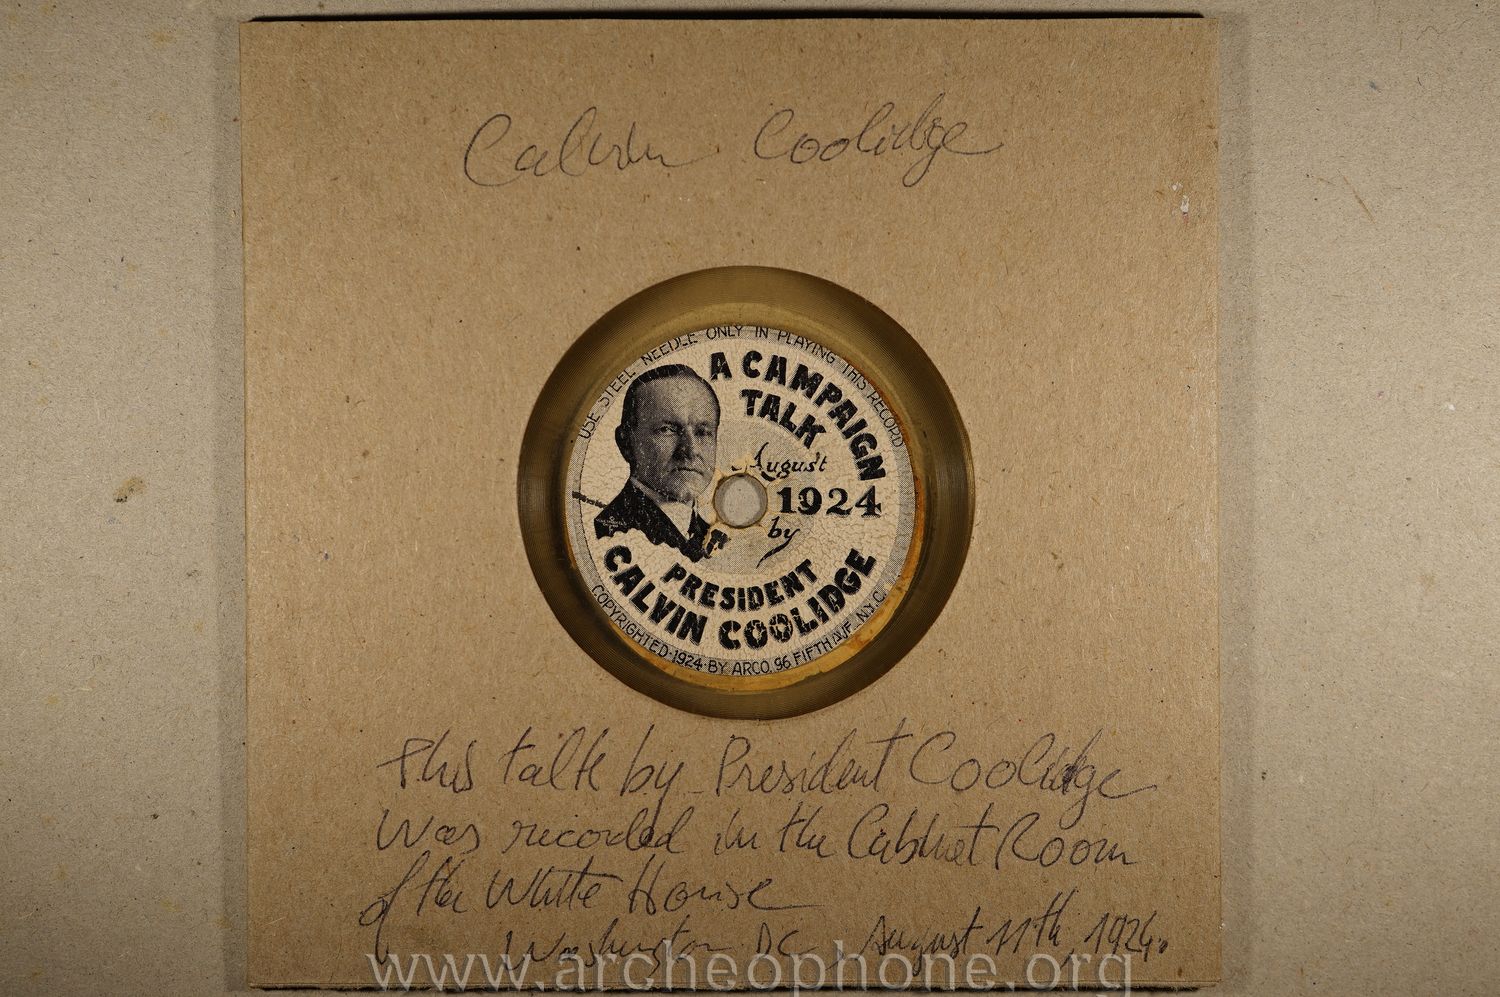 Calvin Coolidge
USE STEEL NEEDLE ONLY IN PLAYING THIS RECORD
A CAMPAIGN
TALK
August
1924
by
PRESIDENT
CALVIN COOLIDGE
COPYRIGHTED·1924·BY ARCO. 96 FIFTH AVE. N.Y.C.
This talk by President Coolidge
was recorded in the Cabinet Room
of the White House
Washington DC, August 11th, 1924.
www.archeophone.org